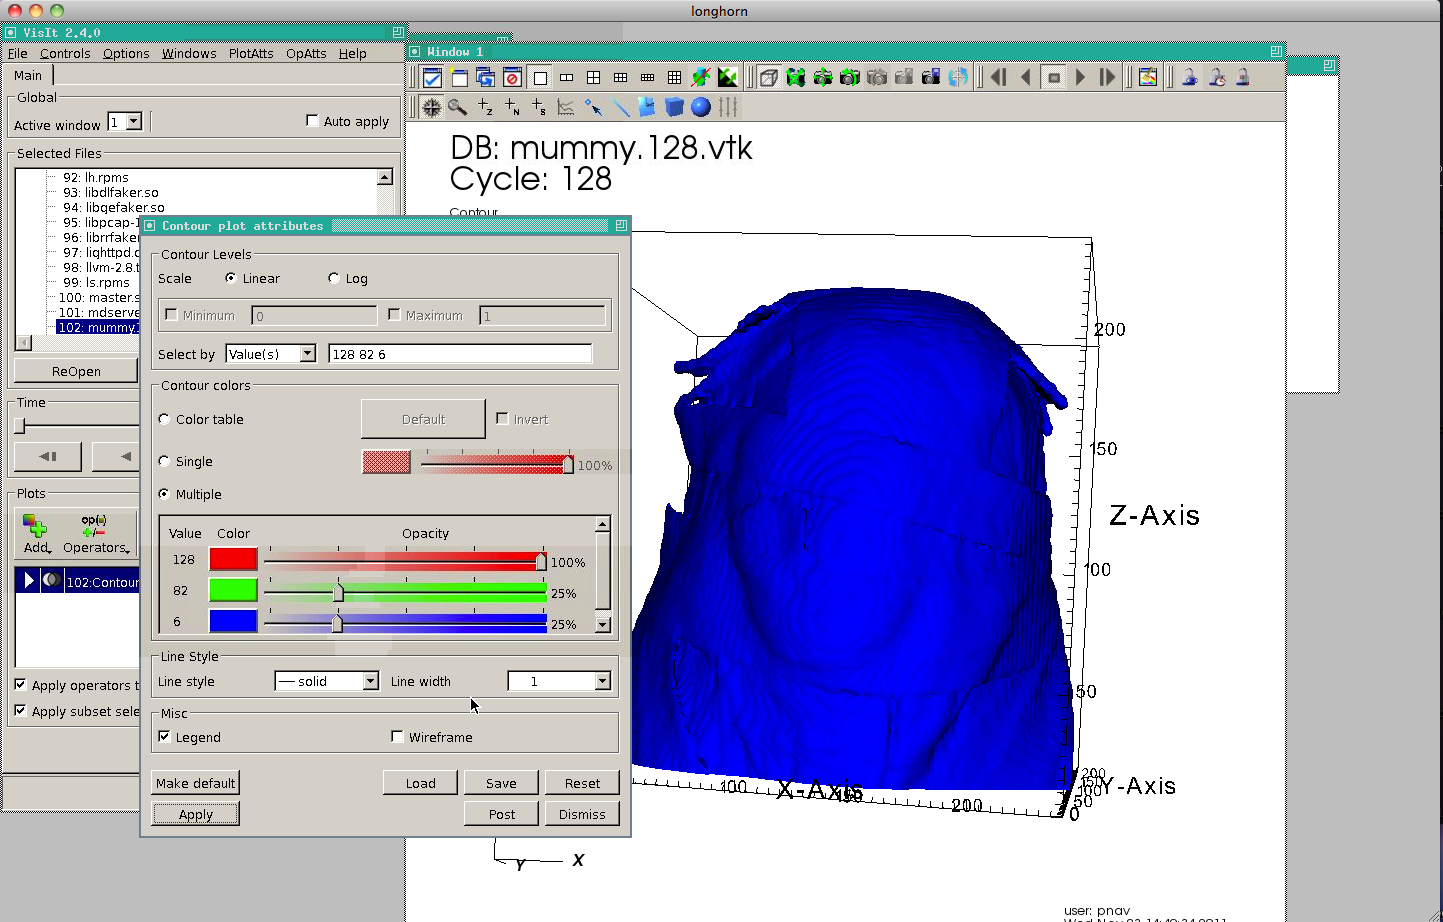 longhorn
VisIt 2.4.0
File Controls Options Windows PlotAtts OpAtts Help
Main
Global
Active window 1 Auto apply
Selected Files
92: lh.rpms
93: libdlfaker.so
94: libgefaker.so
95: libpcap-1
96: librrfaker
97: lighttpd.c
98: llvm-2.8.t
99: ls.rpms
100: master.s
101: mdserve
102: mummy.
ReOpen
Time
Plots
op(i)
+/-
Add Operators
102:Contour
Apply operators t
Apply subset sele
Contour plot attributes
Contour Levels
Scale Linear Log
Minimum 0 Maximum 1
Select by Value(s) 128 82 6
Contour colors
Color table Default Invert
Single 100%
Multiple
Value Color Opacity
128 100%
82 25%
6 25%
Line Style
Line style solid Line width 1
Misc
Legend Wireframe
Make default Load Save Reset
Apply Post Dismiss
Window 1
DB: mummy.128.vtk
Cycle: 128
Contour
200
150
Z-Axis
100
50
100 X-Axis 150 200
200
150
100
50
0
Y-Axis
Y X
user: pnav